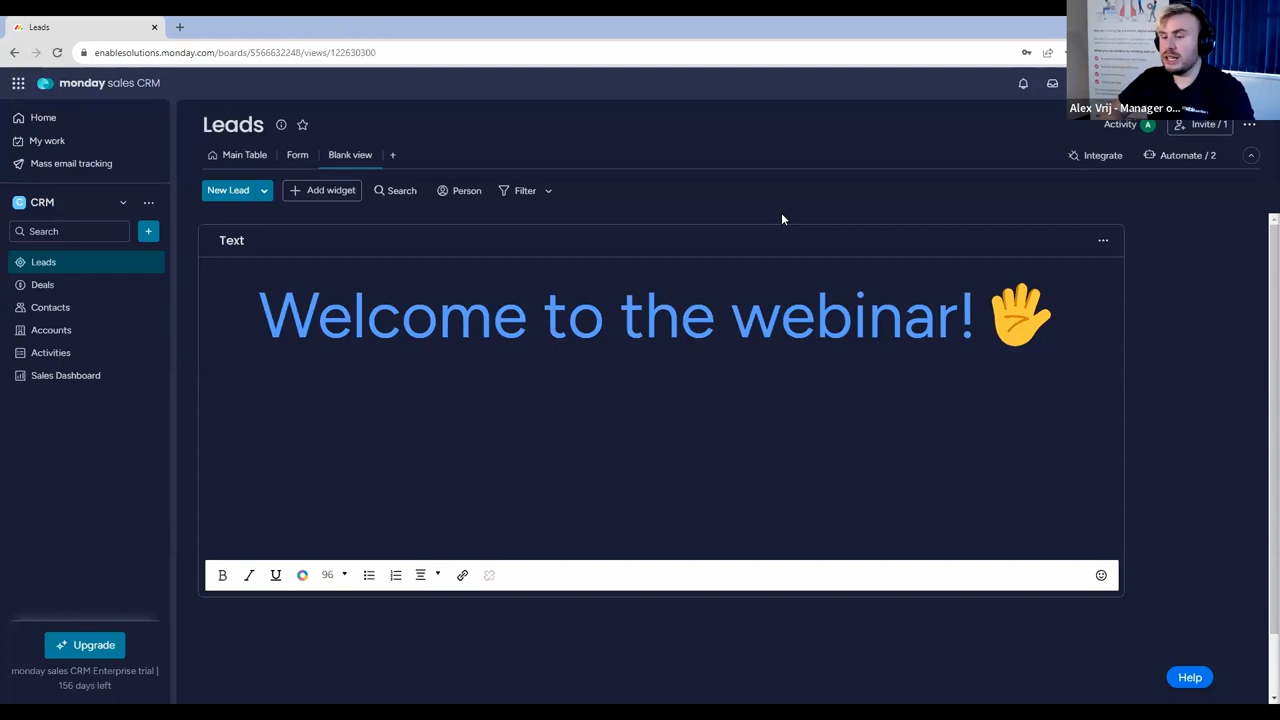 Leads
enablesolutions.monday.com/boards/5566632248/views/122630300
Alex Vrij - Manager o...
monday sales CRM
Home
My work
Mass email tracking
CRM
Search
Leads
Deals
Contacts
Accounts
Activities
Sales Dashboard
Upgrade
monday sales CRM Enterprise trial |
156 days left
Leads
Activity A
Invite / 1
Main Table
Form
Blank view
Integrate
Automate / 2
New Lead
Add widget
Search
Person
Filter
Text
Welcome to the webinar!
B I U 96
Help